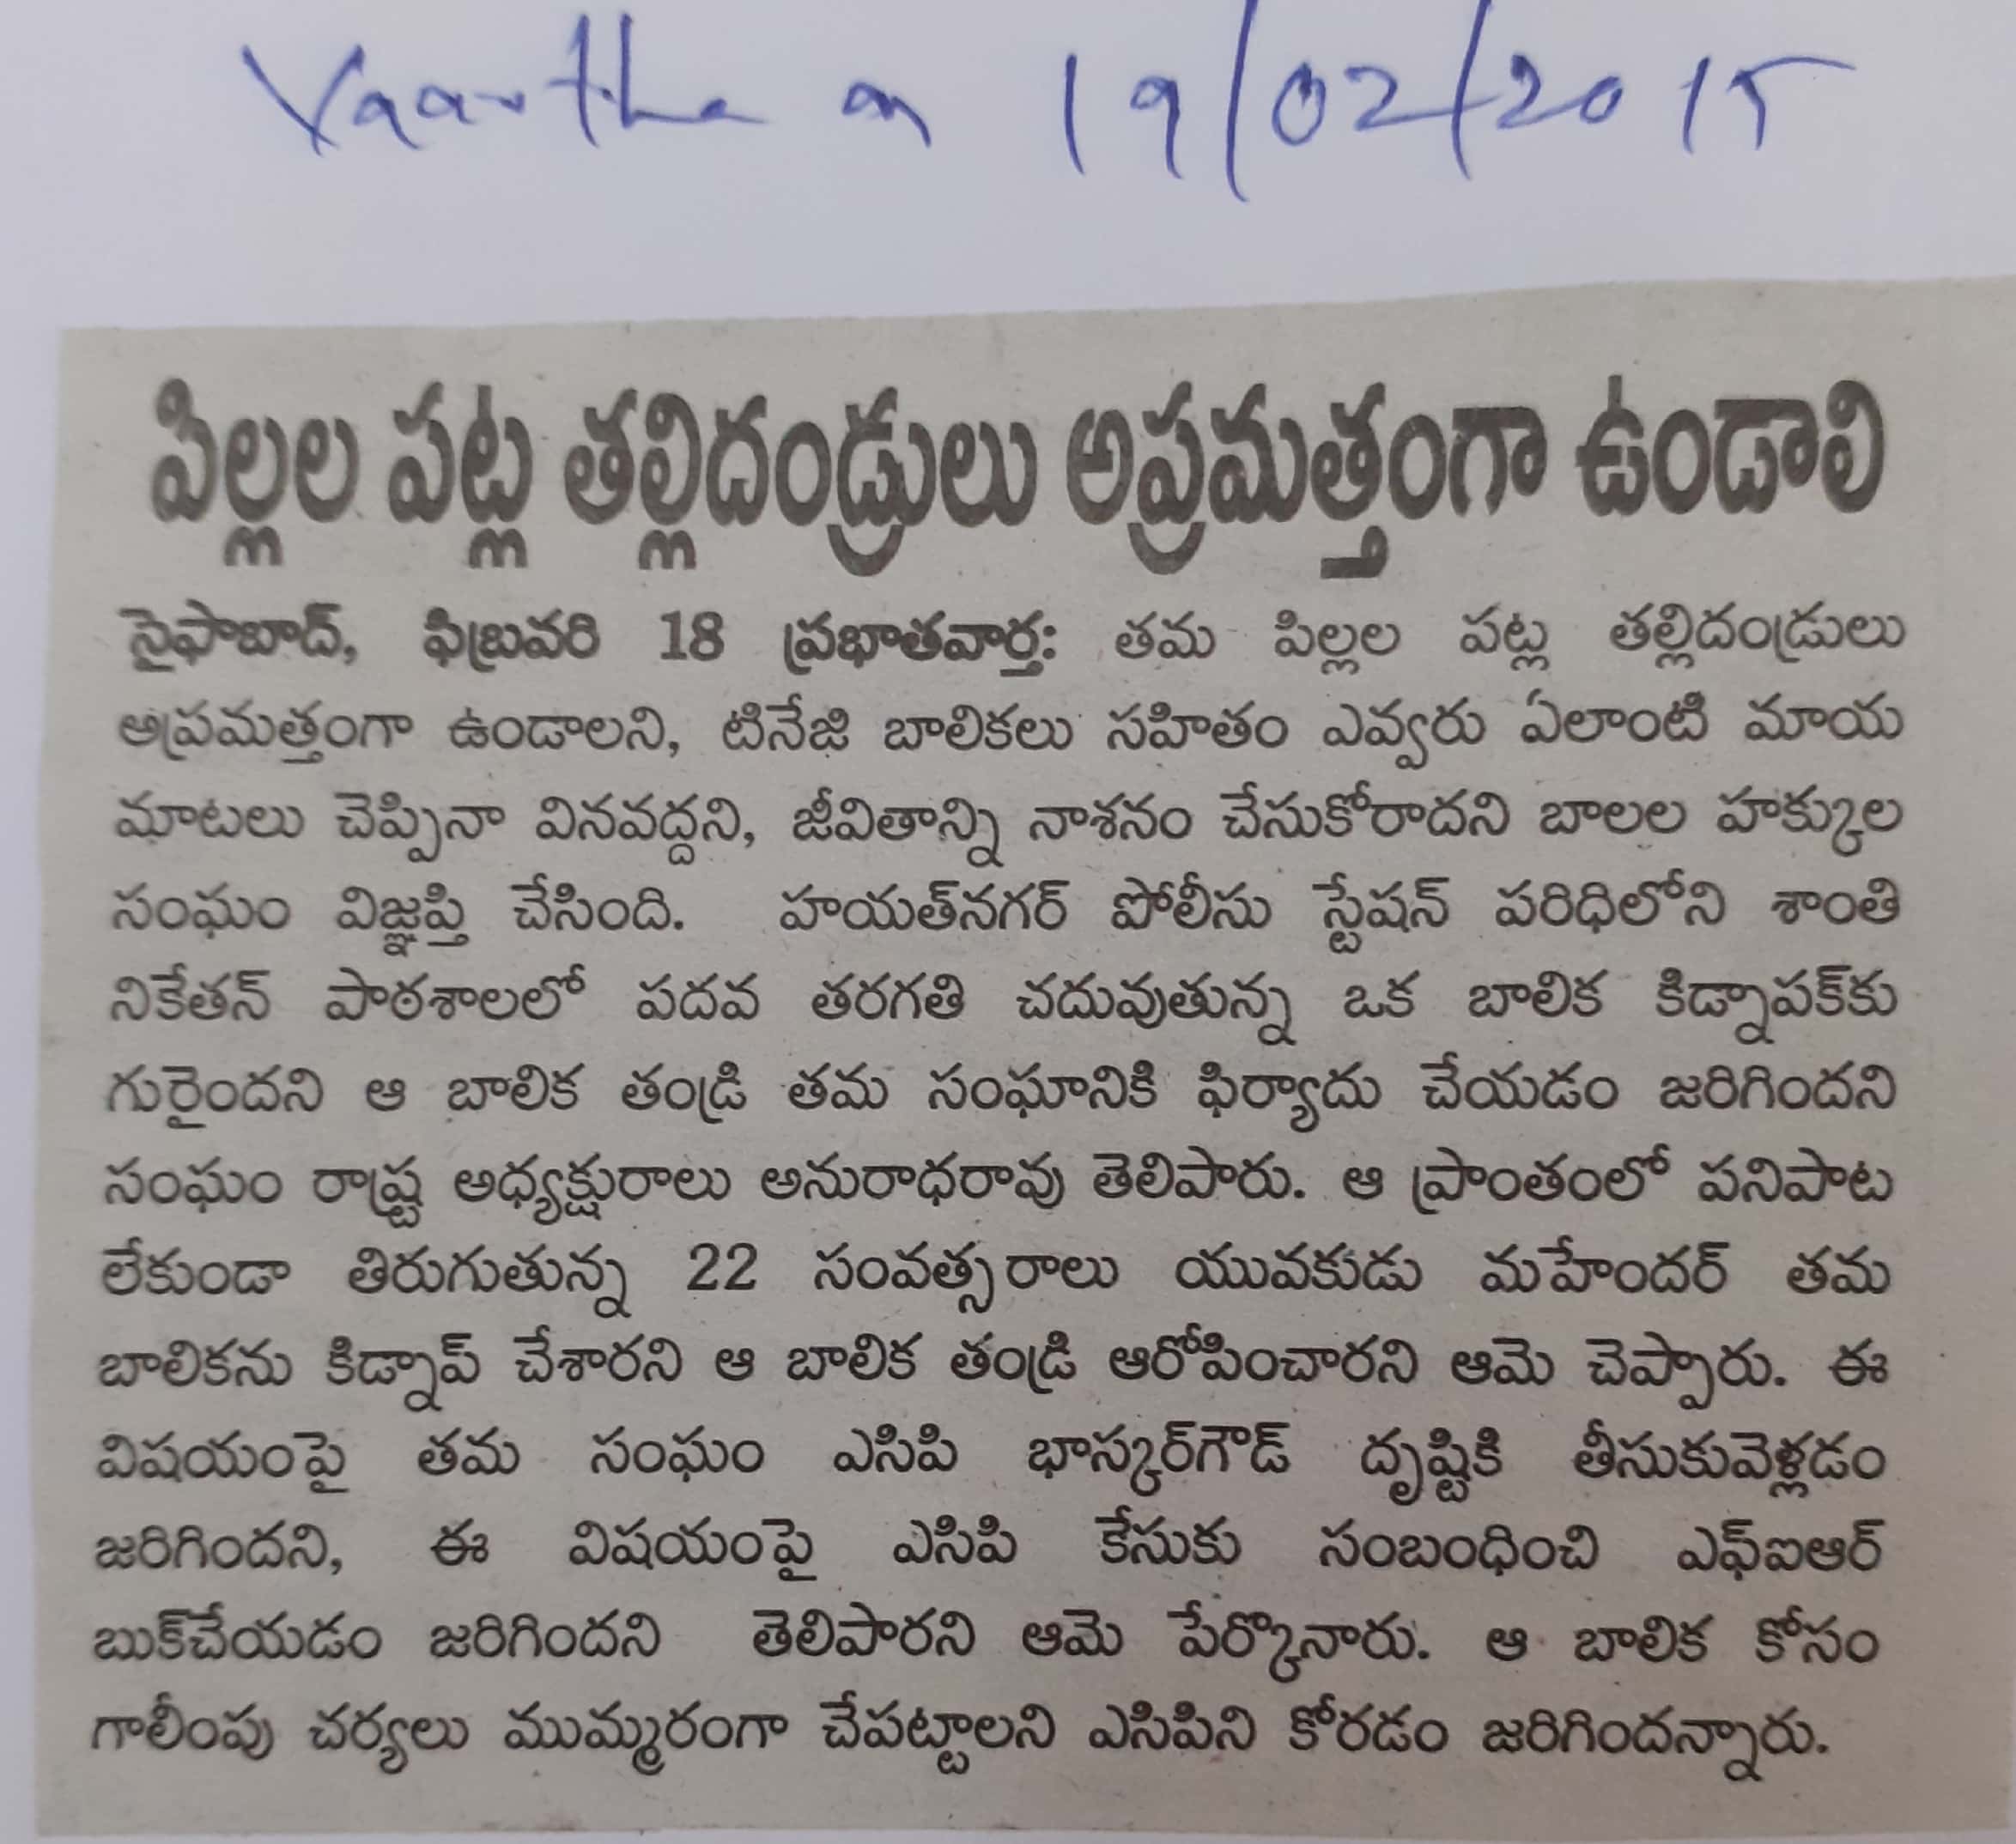 Vaartha on 19/02/2015
పిల్లల పట్ల తల్లిదండ్రులు అప్రమత్తంగా ఉండాలి
సైఫాబాద్, ఫిబ్రవరి 18 ప్రభాతవార్త: తమ పిల్లల పట్ల తల్లిదండ్రులు
అప్రమత్తంగా ఉండాలని, టినేజి బాలికలు సహితం ఎవ్వరు ఏలాంటి మాయ
మాటలు చెప్పినా వినవద్దని, జీవితాన్ని నాశనం చేసుకోరాదని బాలల హక్కుల
సంఘం విజ్ఞప్తి చేసింది. హయత్‌నగర్ పోలీసు స్టేషన్ పరిధిలోని శాంతి
నికేతన్ పాఠశాలలో పదవ తరగతి చదువుతున్న ఒక బాలిక కిడ్నాపక్‌కు
గురైందని ఆ బాలిక తండ్రి తమ సంఘానికి ఫిర్యాదు చేయడం జరిగిందని
సంఘం రాష్ట్ర అధ్యక్షురాలు అనురాధరావు తెలిపారు. ఆ ప్రాంతంలో పనిపాట
లేకుండా తిరుగుతున్న 22 సంవత్సరాలు యువకుడు మహేందర్ తమ
బాలికను కిడ్నాప్ చేశారని ఆ బాలిక తండ్రి ఆరోపించారని ఆమె చెప్పారు. ఈ
విషయంపై తమ సంఘం ఎసిపి భాస్కర్‌గౌడ్ దృష్టికి తీసుకువెళ్లడం
జరిగిందని, ఈ విషయంపై ఎసిపి కేసుకు సంబంధించి ఎఫ్ఐఆర్
బుక్‌చేయడం జరిగిందని తెలిపారని ఆమె పేర్కొనారు. ఆ బాలిక కోసం
గాలీంపు చర్యలు ముమ్మరంగా చేపట్టాలని ఎసిపిని కోరడం జరిగిందన్నారు.